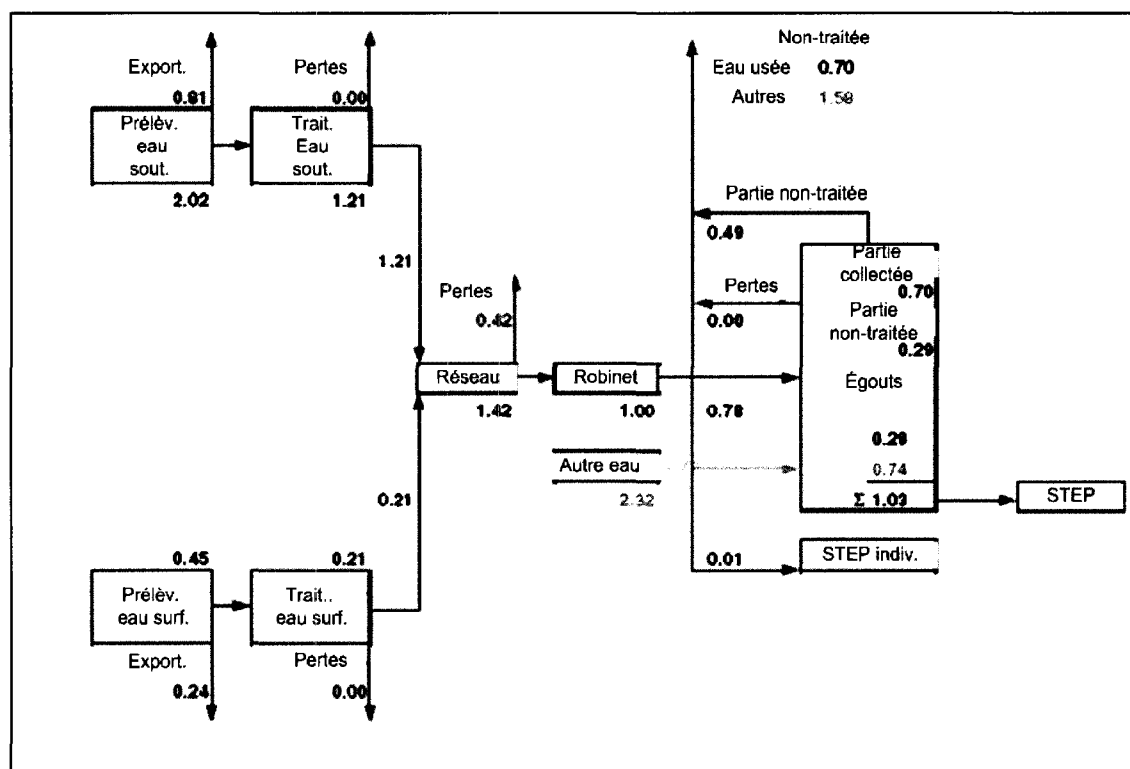 Export.
0.81
Pertes
0.00
Prélèv.
eau
sout.
2.02
Trait.
Eau
sout.
1.21
1.21
Non-traitée
Eau usée 0.70
Autres 1.58
Partie non-traitée
0.49
Pertes
0.00
Partie
collectée
0.70
Partie
non-traitée
0.29
Égouts
0.29
0.74
Σ 1.03
STEP
Pertes
0.42
Réseau
1.42
Robinet
1.00
0.78
Autre eau
2.32
0.21
0.01
STEP indiv.
0.45
Prélèv.
eau surf.
Export.
0.24
0.21
Trait..
eau surf.
Pertes
0.00